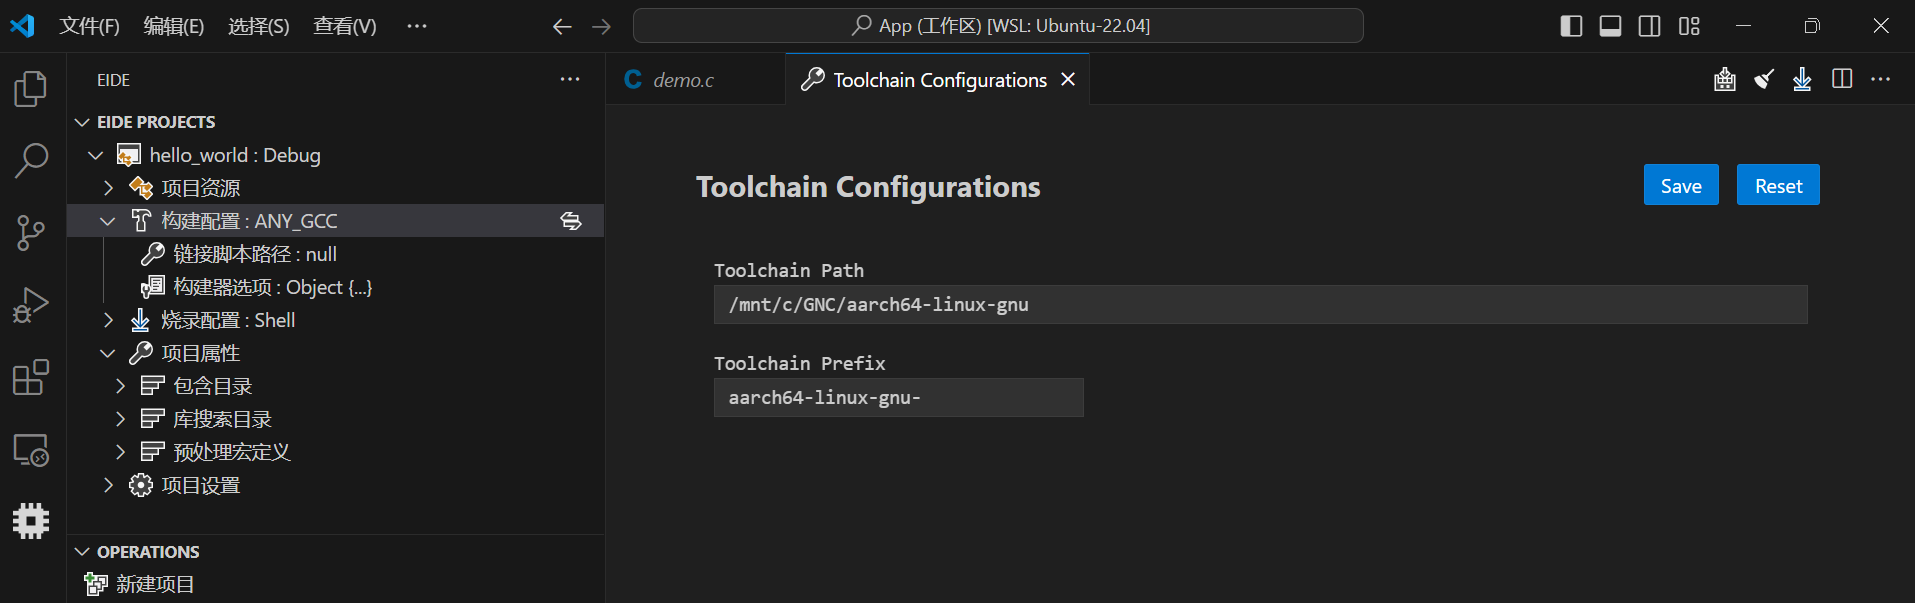 文件(F) 编辑(E) 选择(S) 查看(V) ··· App (工作区) [WSL: Ubuntu-22.04]
EIDE ···
C demo.c Toolchain Configurations
EIDE PROJECTS
hello_world : Debug
项目资源
构建配置 : ANY_GCC
链接脚本路径 : null
构建器选项 : Object {...}
烧录配置 : Shell
项目属性
包含目录
库搜索目录
预处理宏定义
项目设置
OPERATIONS
新建项目
Toolchain Configurations
Save Reset
Toolchain Path
/mnt/c/GNC/aarch64-linux-gnu
Toolchain Prefix
aarch64-linux-gnu-